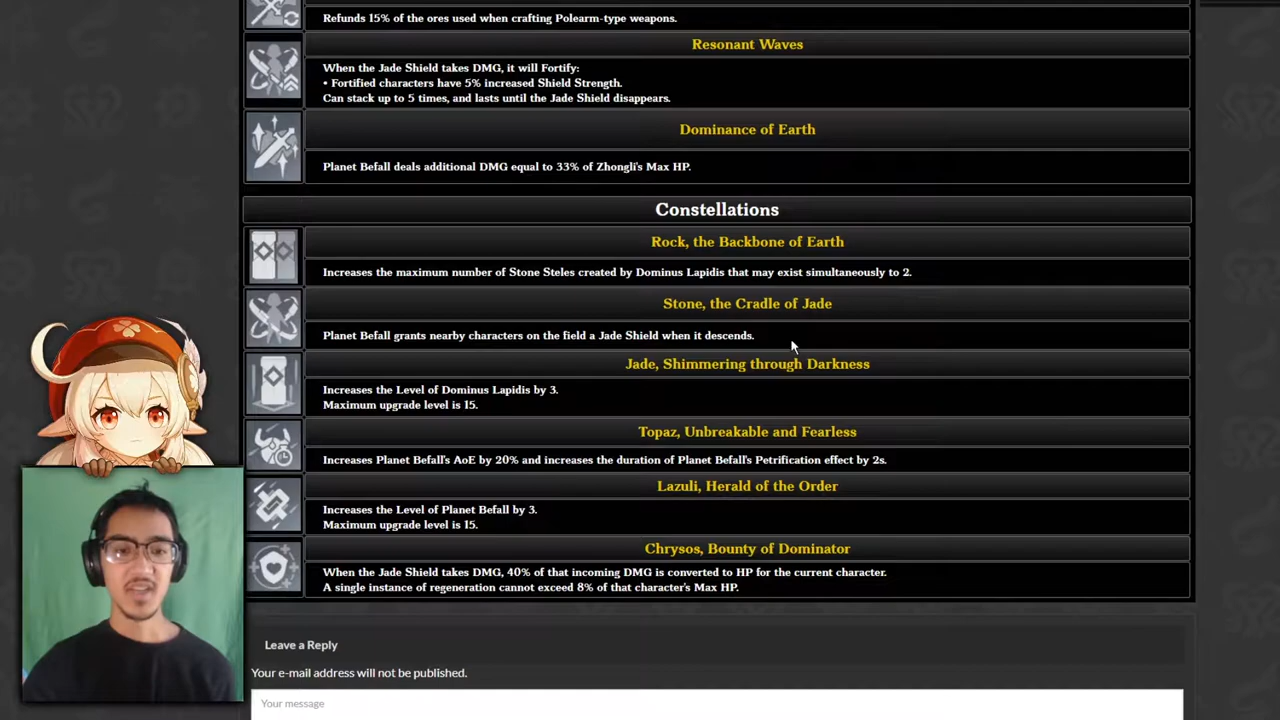 Refunds 15% of the ores used when crafting Polearm-type weapons.
Resonant Waves
When the Jade Shield takes DMG, it will Fortify:
• Fortified characters have 5% increased Shield Strength.
Can stack up to 5 times, and lasts until the Jade Shield disappears.
Dominance of Earth
Planet Befall deals additional DMG equal to 33% of Zhongli's Max HP.
Constellations
Rock, the Backbone of Earth
Increases the maximum number of Stone Steles created by Dominus Lapidis that may exist simultaneously to 2.
Stone, the Cradle of Jade
Planet Befall grants nearby characters on the field a Jade Shield when it descends.
Jade, Shimmering through Darkness
Increases the Level of Dominus Lapidis by 3.
Maximum upgrade level is 15.
Topaz, Unbreakable and Fearless
Increases Planet Befall's AoE by 20% and increases the duration of Planet Befall's Petrification effect by 2s.
Lazuli, Herald of the Order
Increases the Level of Planet Befall by 3.
Maximum upgrade level is 15.
Chrysos, Bounty of Dominator
When the Jade Shield takes DMG, 40% of that incoming DMG is converted to HP for the current character.
A single instance of regeneration cannot exceed 8% of that character's Max HP.
Leave a Reply
Your e-mail address will not be published.
Your message